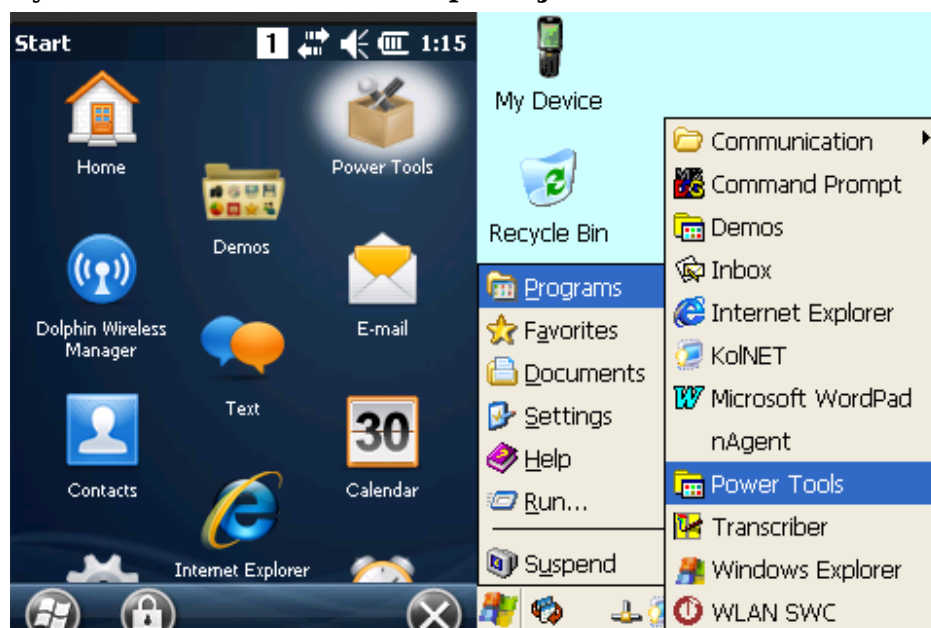 Start 1 1:15
Home
Power Tools
Demos
Dolphin Wireless
Manager
E-mail
Text
Contacts
30
Calendar
Internet Explorer
My Device
Recycle Bin
Programs
Favorites
Documents
Settings
Help
Run...
Suspend
Communication
Command Prompt
Demos
Inbox
Internet Explorer
KolNET
Microsoft WordPad
nAgent
Power Tools
Transcriber
Windows Explorer
WLAN SWC